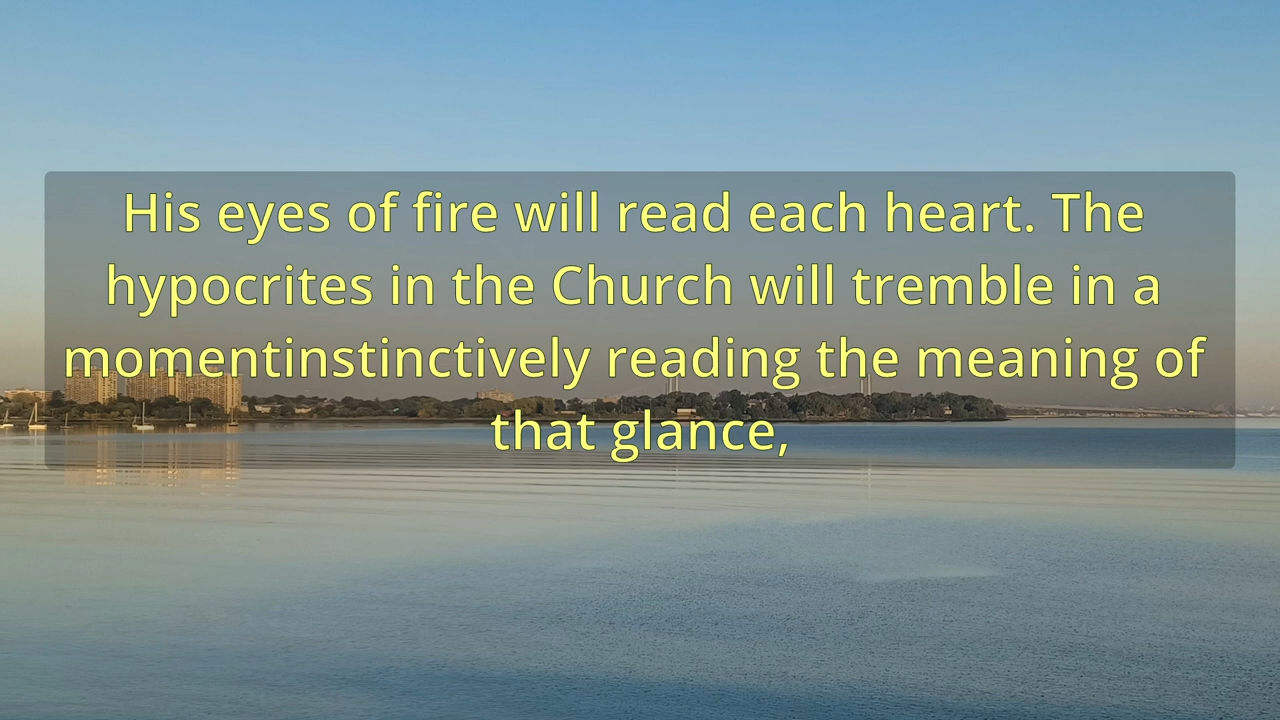 His eyes of fire will read each heart. The
hypocrites in the Church will tremble in a
momentinstinctively reading the meaning of
that glance,